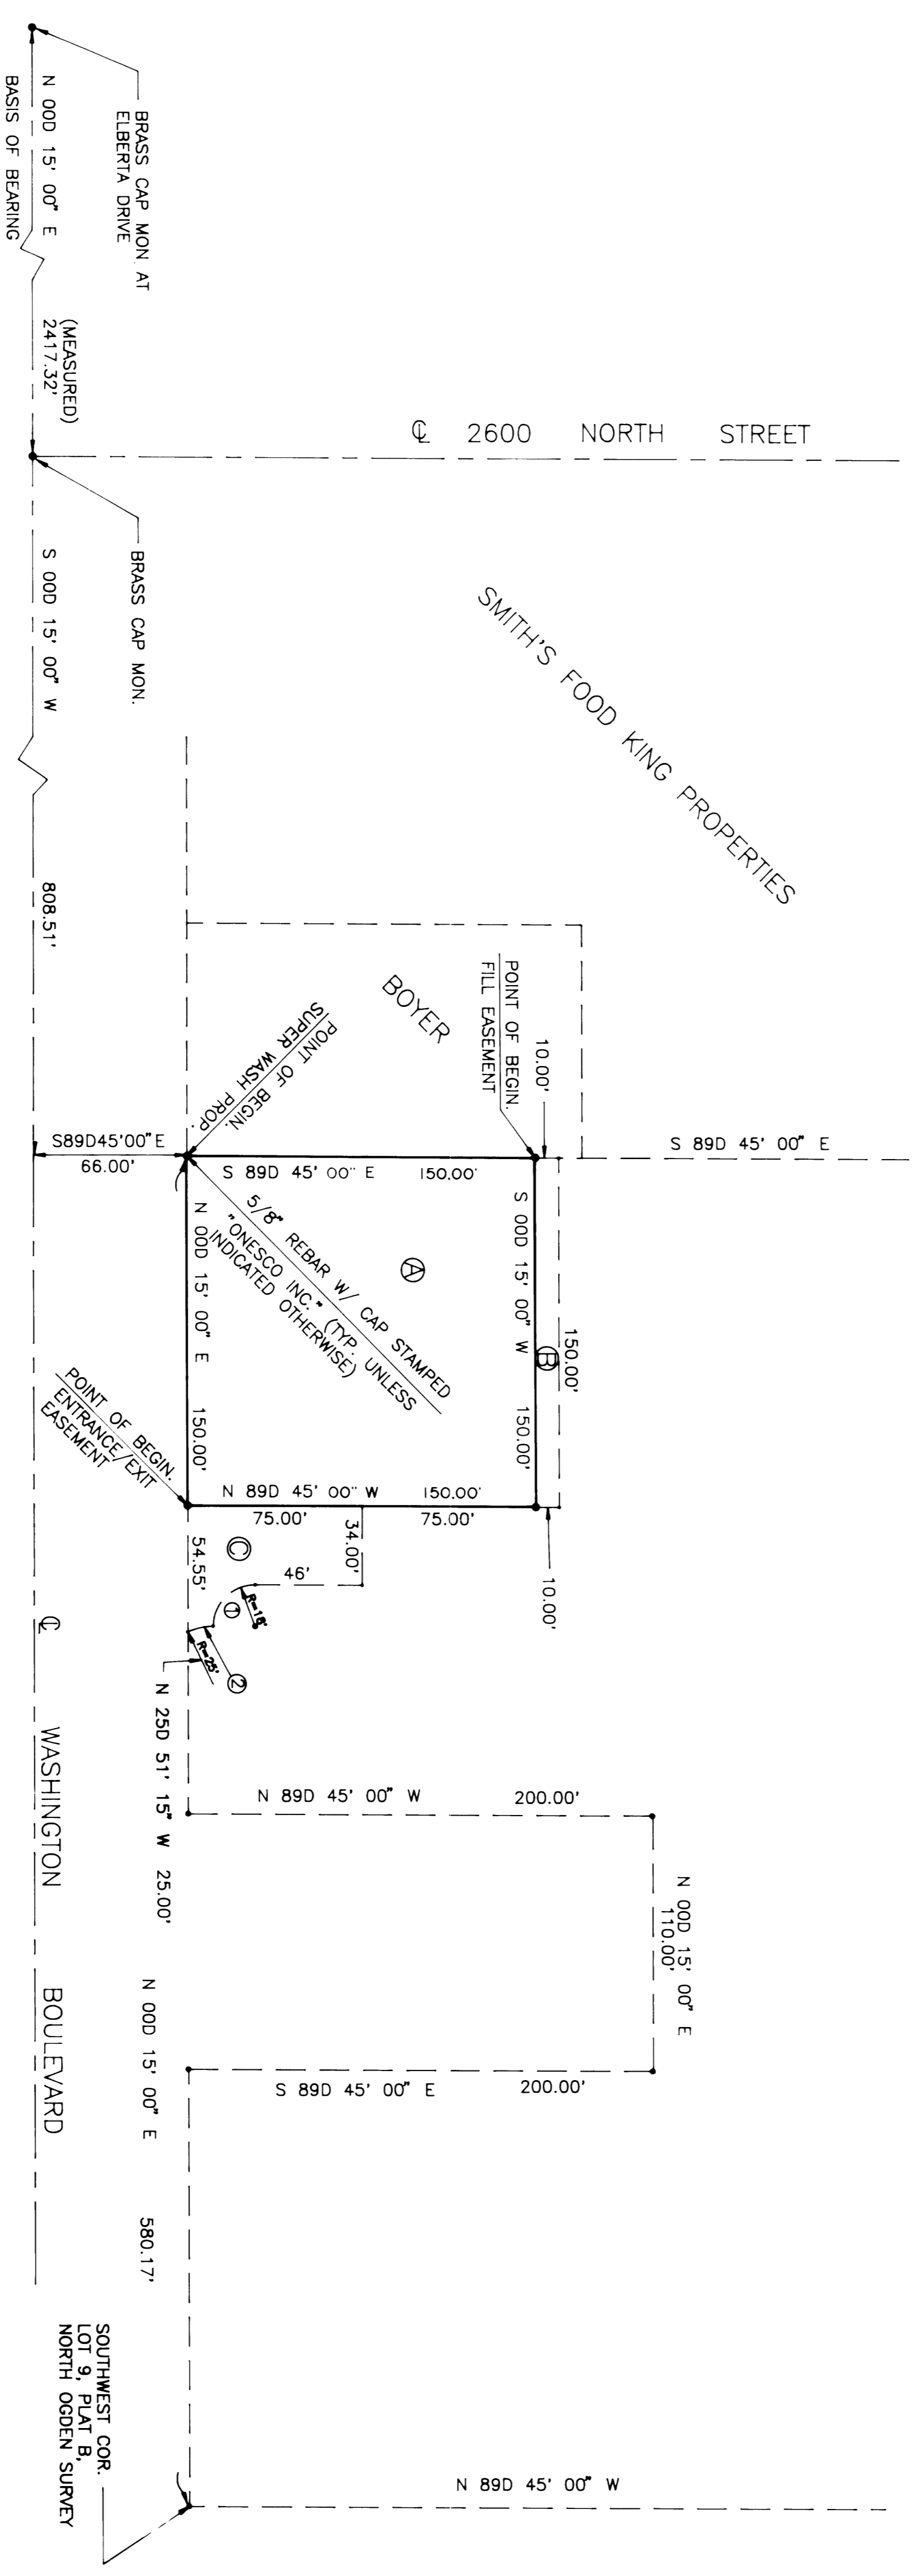 BRASS CAP MON. AT
ELBERTA DRIVE
N 00D 15' 00" E
BASIS OF BEARING
(MEASURED)
2417.32'
℄ 2600 NORTH STREET
BRASS CAP MON.
S 00D 15' 00" W
808.51'
SMITH'S FOOD KING PROPERTIES
BOYER
POINT OF BEGIN.
FILL EASEMENT
10.00'
POINT OF BEGIN.
SUPER WASH PROP.
S89D45'00"E
66.00'
S 89D 45' 00" E
S 89D 45' 00" E 150.00'
S 00D 15' 00" W 150.00'
150.00'
B
A
5/8" REBAR W/ CAP STAMPED
"ONESCO INC." (TYP. UNLESS
INDICATED OTHERWISE)
N 00D 15' 00" E 150.00'
POINT OF BEGIN.
ENTRANCE/EXIT
EASEMENT
N 89D 45' 00" W 150.00'
75.00' 75.00'
34.00'
10.00'
C
54.55'
46'
R=18'
1
R=25'
2
N 25D 51' 15" W 25.00'
℄ WASHINGTON BOULEVARD
N 89D 45' 00" W 200.00'
N 00D 15' 00" E
110.00'
S 89D 45' 00" E 200.00'
N 00D 15' 00" E 580.17'
N 89D 45' 00" W
SOUTHWEST COR.
LOT 9, PLAT B,
NORTH OGDEN SURVEY